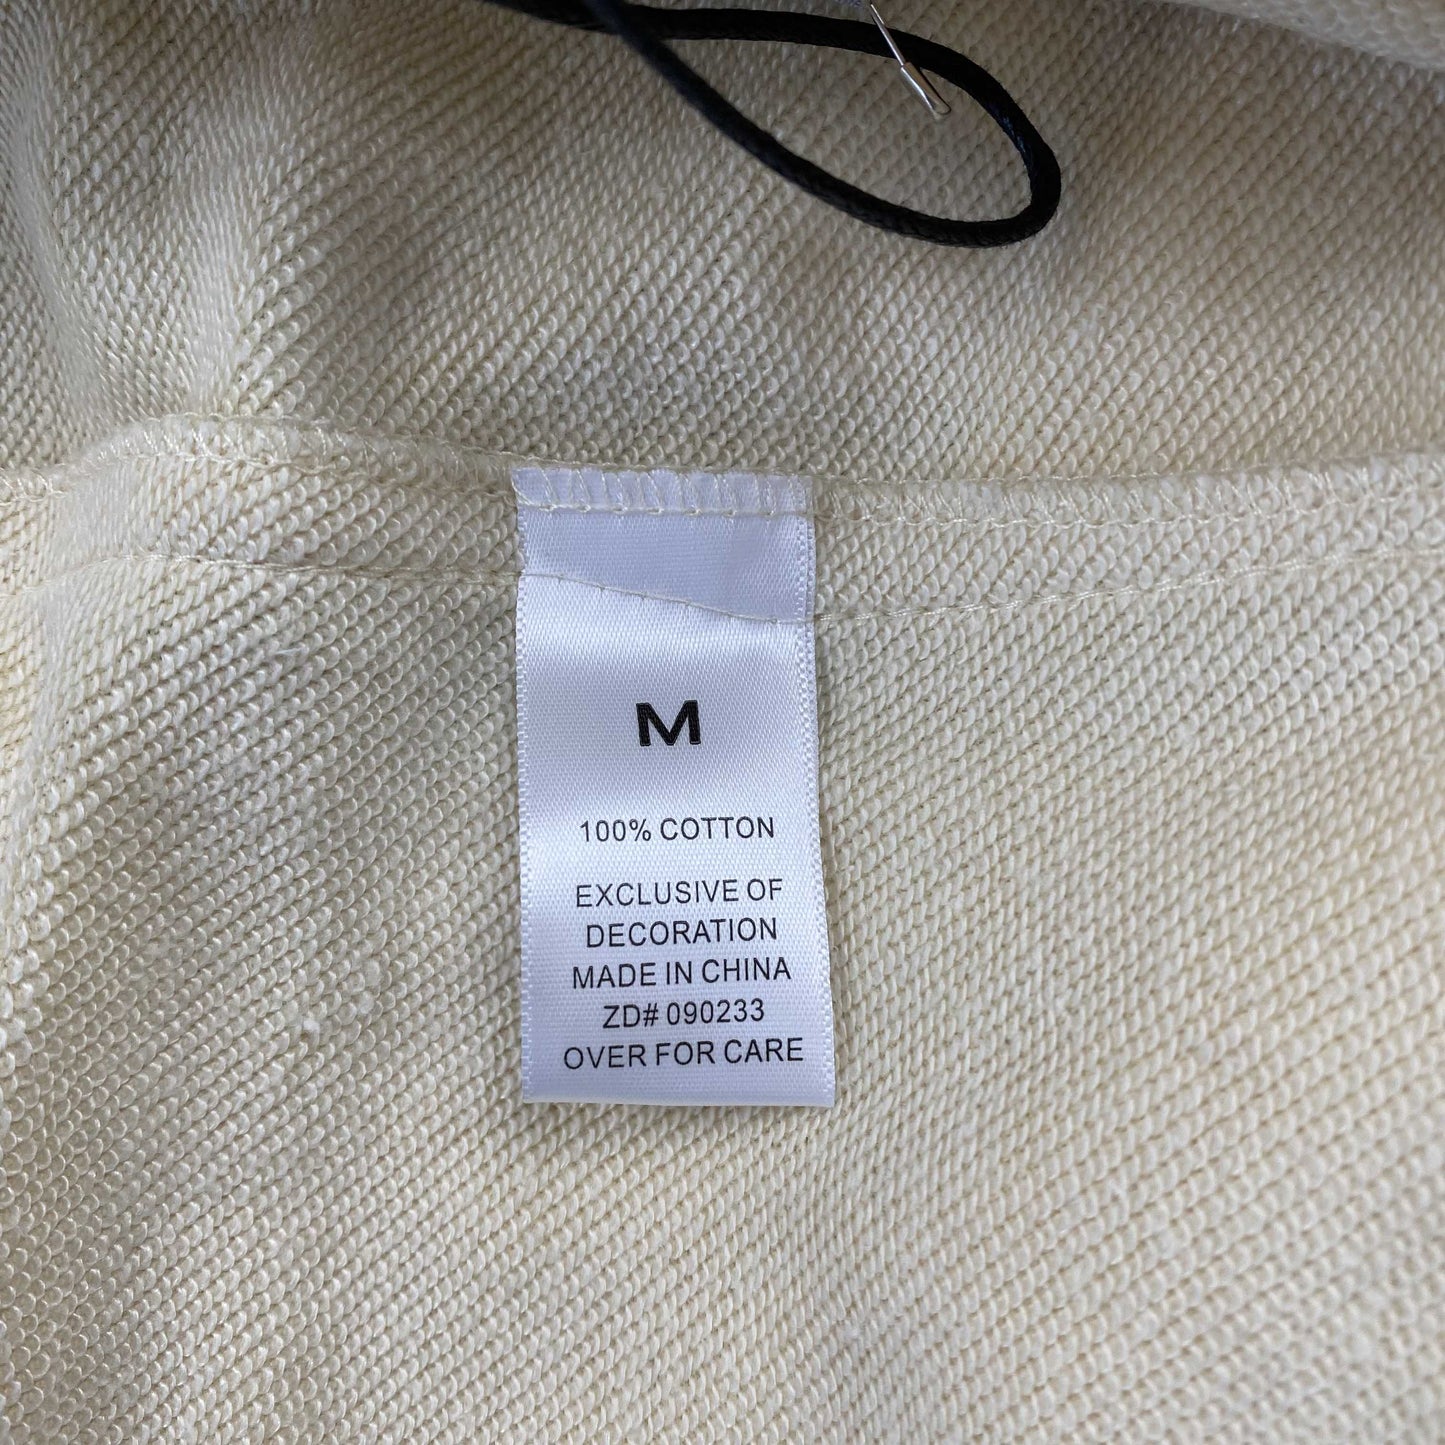 M
100% COTTON
EXCLUSIVE OF
DECORATION
MADE IN CHINA
ZD# 090233
OVER FOR CARE